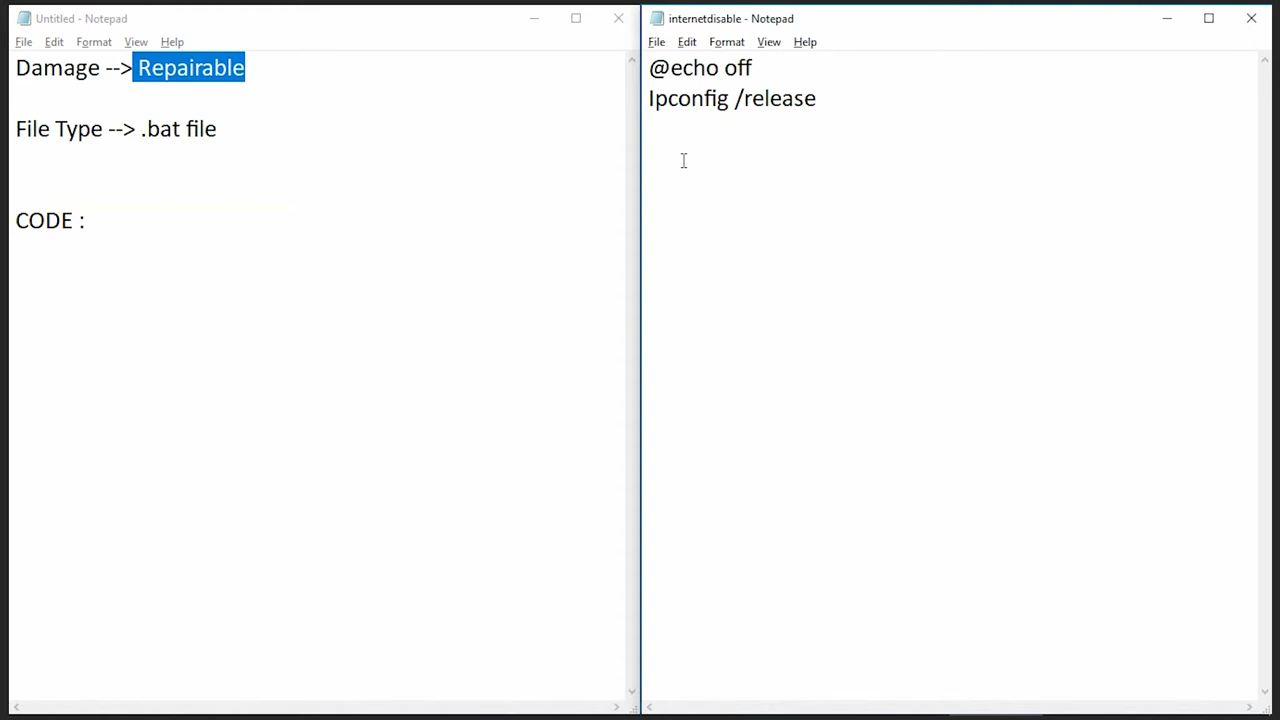 Untitled - Notepad
File Edit Format View Help
Damage --> Repairable
File Type --> .bat file
CODE :
internetdisable - Notepad
File Edit Format View Help
@echo off
Ipconfig /release